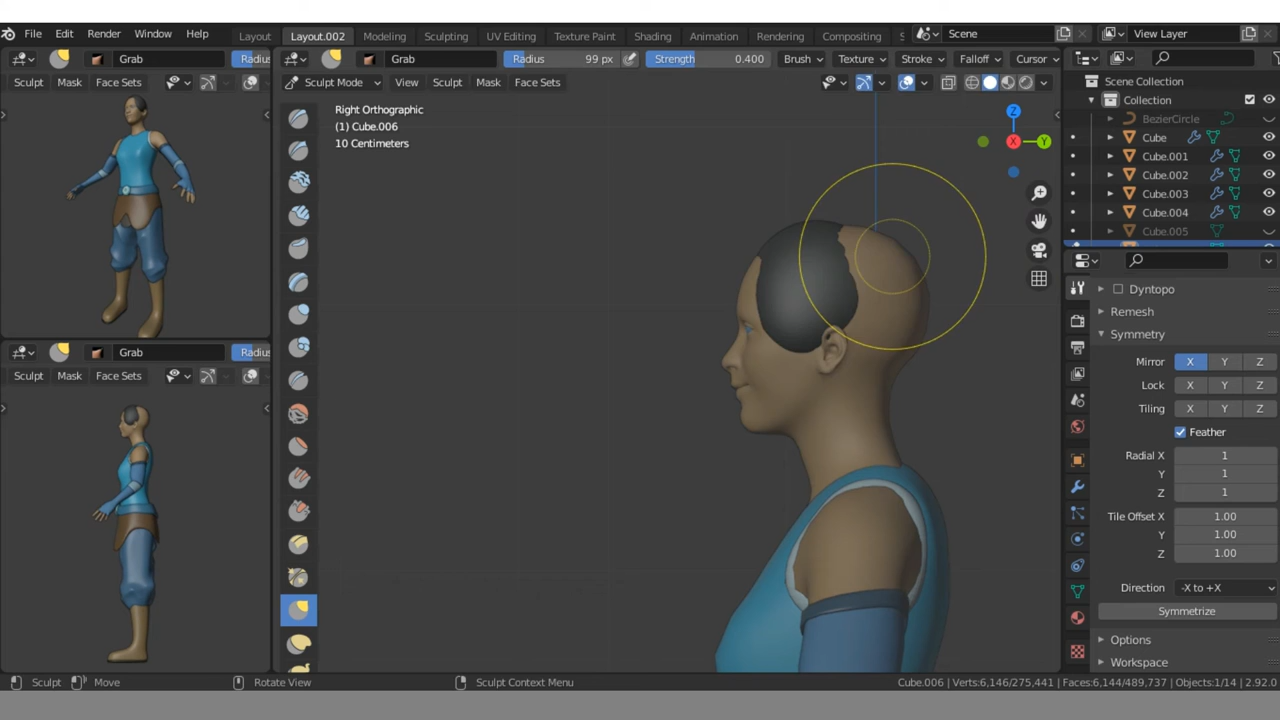 File Edit Render Window Help Layout Layout.002 Modeling Sculpting UV Editing Texture Paint Shading Animation Rendering Compositing S Scene View Layer
Grab Radiu Grab Radius 99 px Strength 0.400 Brush Texture Stroke Falloff Cursor
Sculpt Mask Face Sets Sculpt Mode View Sculpt Mask Face Sets
Scene Collection
Collection
BezierCircle
Cube
Cube.001
Cube.002
Cube.003
Cube.004
Cube.005
Right Orthographic
(1) Cube.006
10 Centimeters
Z
X
Y
Dyntopo
Remesh
Symmetry
Mirror X Y Z
Lock X Y Z
Tiling X Y Z
Feather
Radial X 1
Y 1
Z 1
Tile Offset X 1.00
Y 1.00
Z 1.00
Direction -X to +X
Symmetrize
Options
Workspace
Grab Radiu
Sculpt Mask Face Sets
Sculpt Move Rotate View Sculpt Context Menu Cube.006 | Verts:6,146/275,441 | Faces:6,144/489,737 | Objects:1/14 | 2.92.0